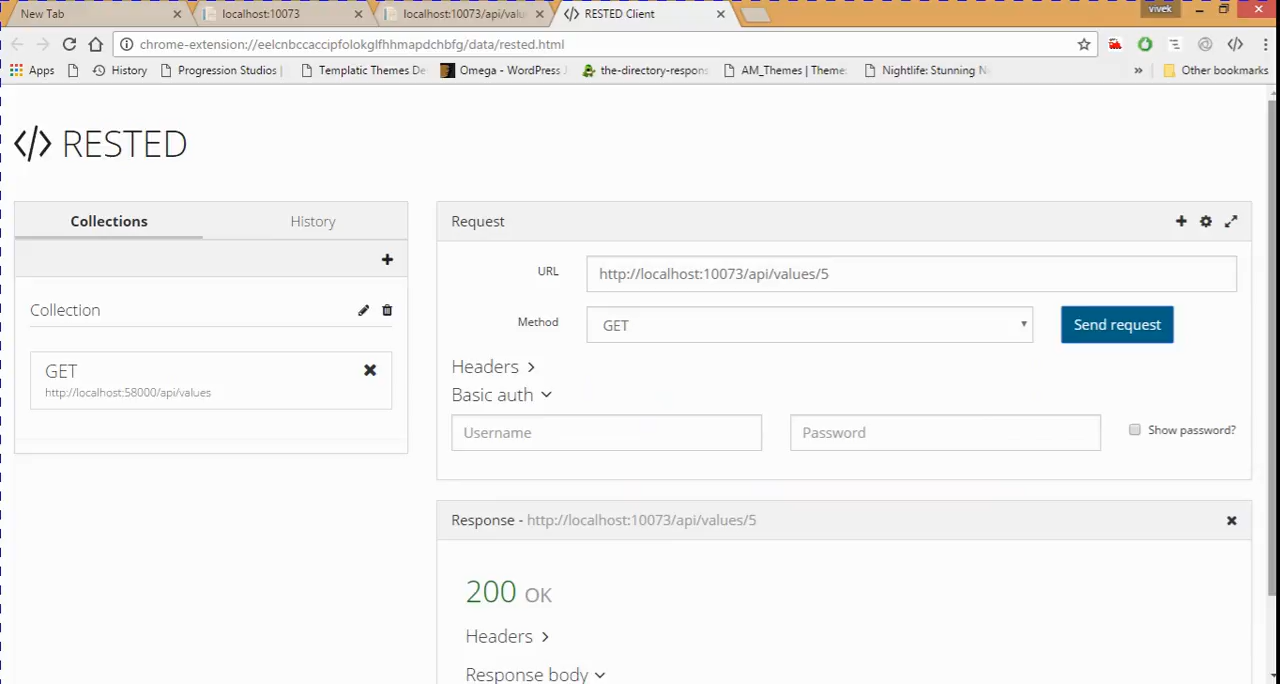 New Tab
localhost:10073
localhost:10073/api/valu
</> RESTED Client
vivek
chrome-extension://eelcnbccaccipfolokglfhhmapdchbfg/data/rested.html
Apps
History
Progression Studios |
Templatic Themes De
Omega - WordPress
the-directory-respons
AM_Themes | Theme
Nightlife: Stunning Ni
» Other bookmarks
</> RESTED
Collections
History
Collection
GET
http://localhost:58000/api/values
Request
URL
http://localhost:10073/api/values/5
Method
GET
Send request
Headers
Basic auth
Username
Password
Show password?
Response - http://localhost:10073/api/values/5
200 OK
Headers
Response body